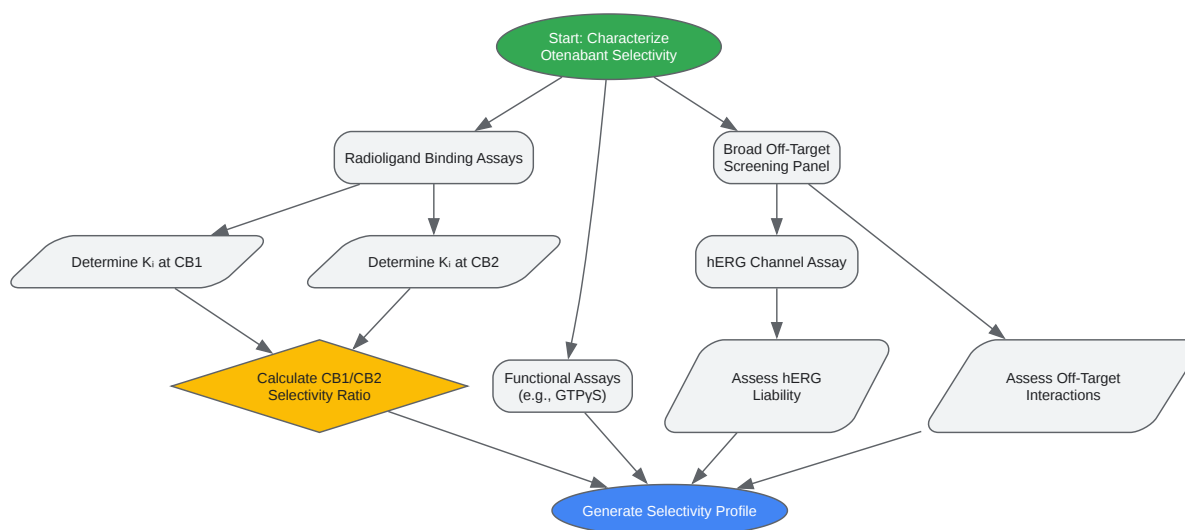 Start: Characterize
Otenabant Selectivity
Radioligand Binding Assays
Broad Off-Target
Screening Panel
Determine Kᵢ at CB1
Determine Kᵢ at CB2
hERG Channel Assay
Calculate CB1/CB2
Selectivity Ratio
Functional Assays
(e.g., GTPγS)
Assess hERG
Liability
Assess Off-Target
Interactions
Generate Selectivity Profile